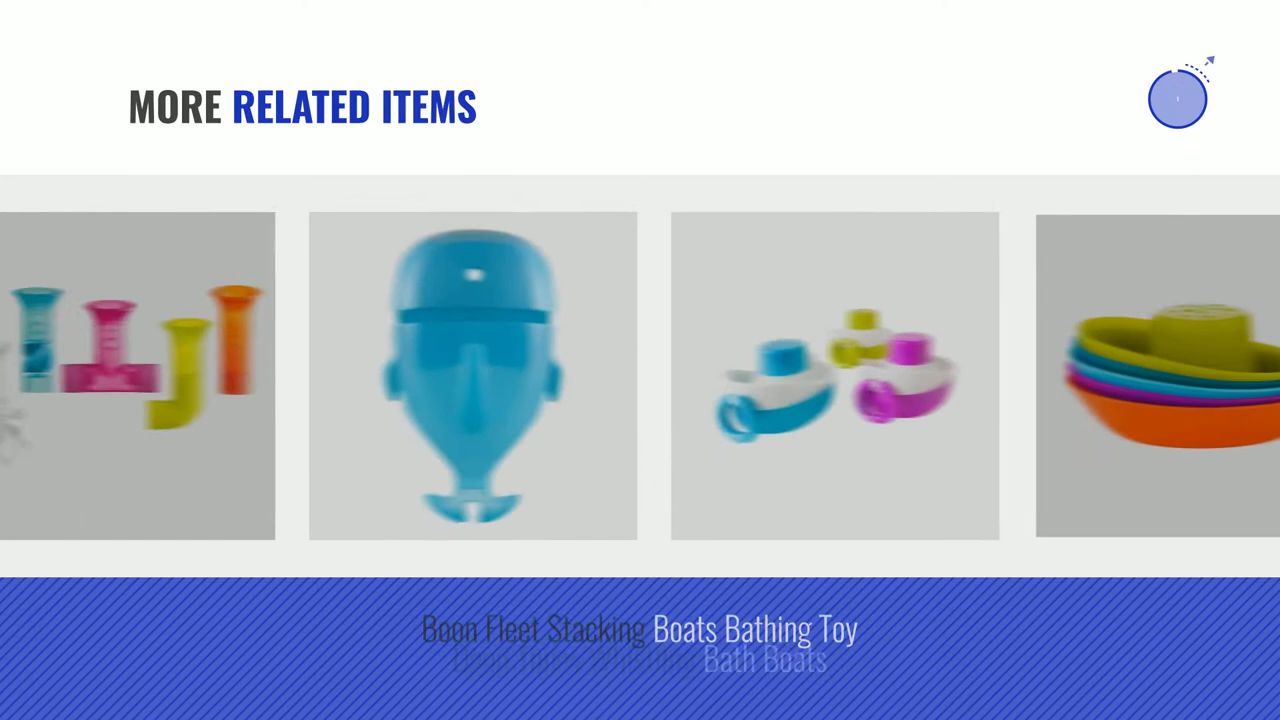 MORE RELATED ITEMS
Boon Fleet Stacking Boats Bathing Toy
Bath Boats